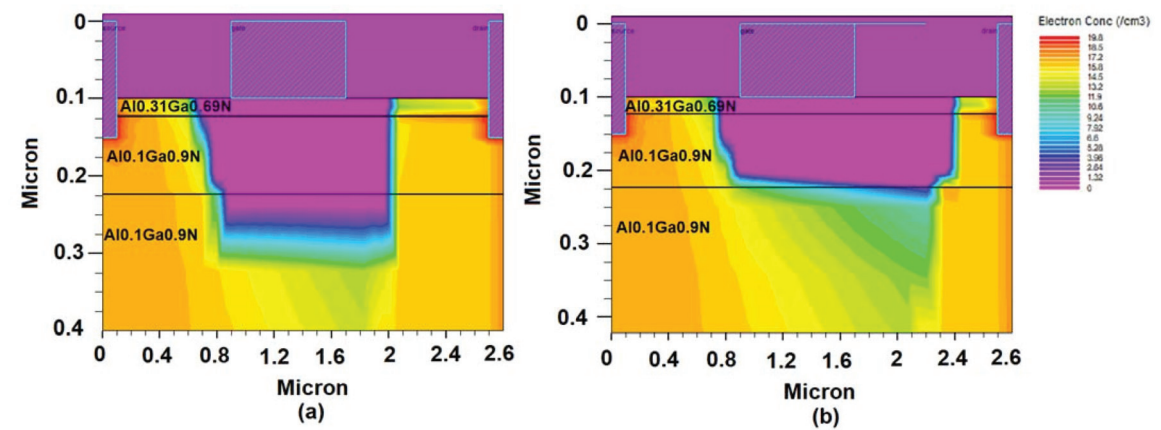 Electron Conc (/cm3)
19.8
18.5
17.2
15.8
14.5
13.2
11.9
10.6
9.24
7.92
6.6
5.28
3.96
2.64
1.32
0
Micron
0
0.1
0.2
0.3
0.4
source
gate
drain
Al0.31Ga0.69N
Al0.1Ga0.9N
Al0.1Ga0.9N
0 0.4 0.8 1.2 1.6 2 2.4 2.6
Micron
(a)
Micron
0
0.1
0.2
0.3
0.4
gate
Al0.31Ga0.69N
Al0.1Ga0.9N
Al0.1Ga0.9N
0 0.4 0.8 1.2 1.6 2 2.4 2.6
Micron
(b)